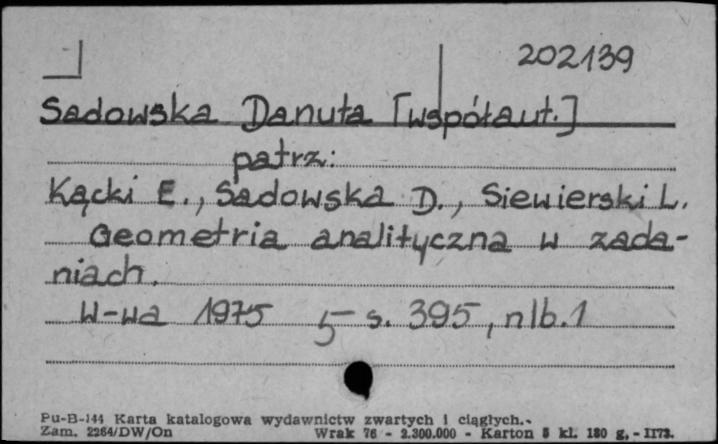 202139
Sadowska Danuta [współaut.]
patrz:
Kącki E., Sadowska D., Siewierski L.
Geometria analityczna w zada-
niach.
W-wa 1975 5 s. 395, nlb. 1
Pu-B-144 Karta katalogowa wydawnictw zwartych i ciągłych.
Zam. 2264/DW/On Wrak 76 - 2.300.000 - Karton 5 kl. 180 g. - II73.